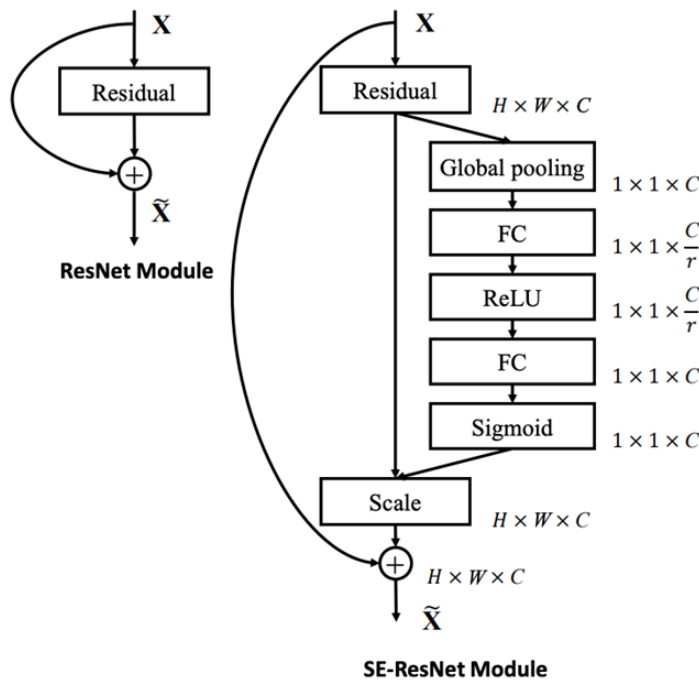 X
Residual
+
X̃
ResNet Module
X
Residual
H × W × C
Global pooling
1 × 1 × C
FC
1 × 1 × C/r
ReLU
1 × 1 × C/r
FC
1 × 1 × C
Sigmoid
1 × 1 × C
Scale
H × W × C
+
H × W × C
X̃
SE-ResNet Module